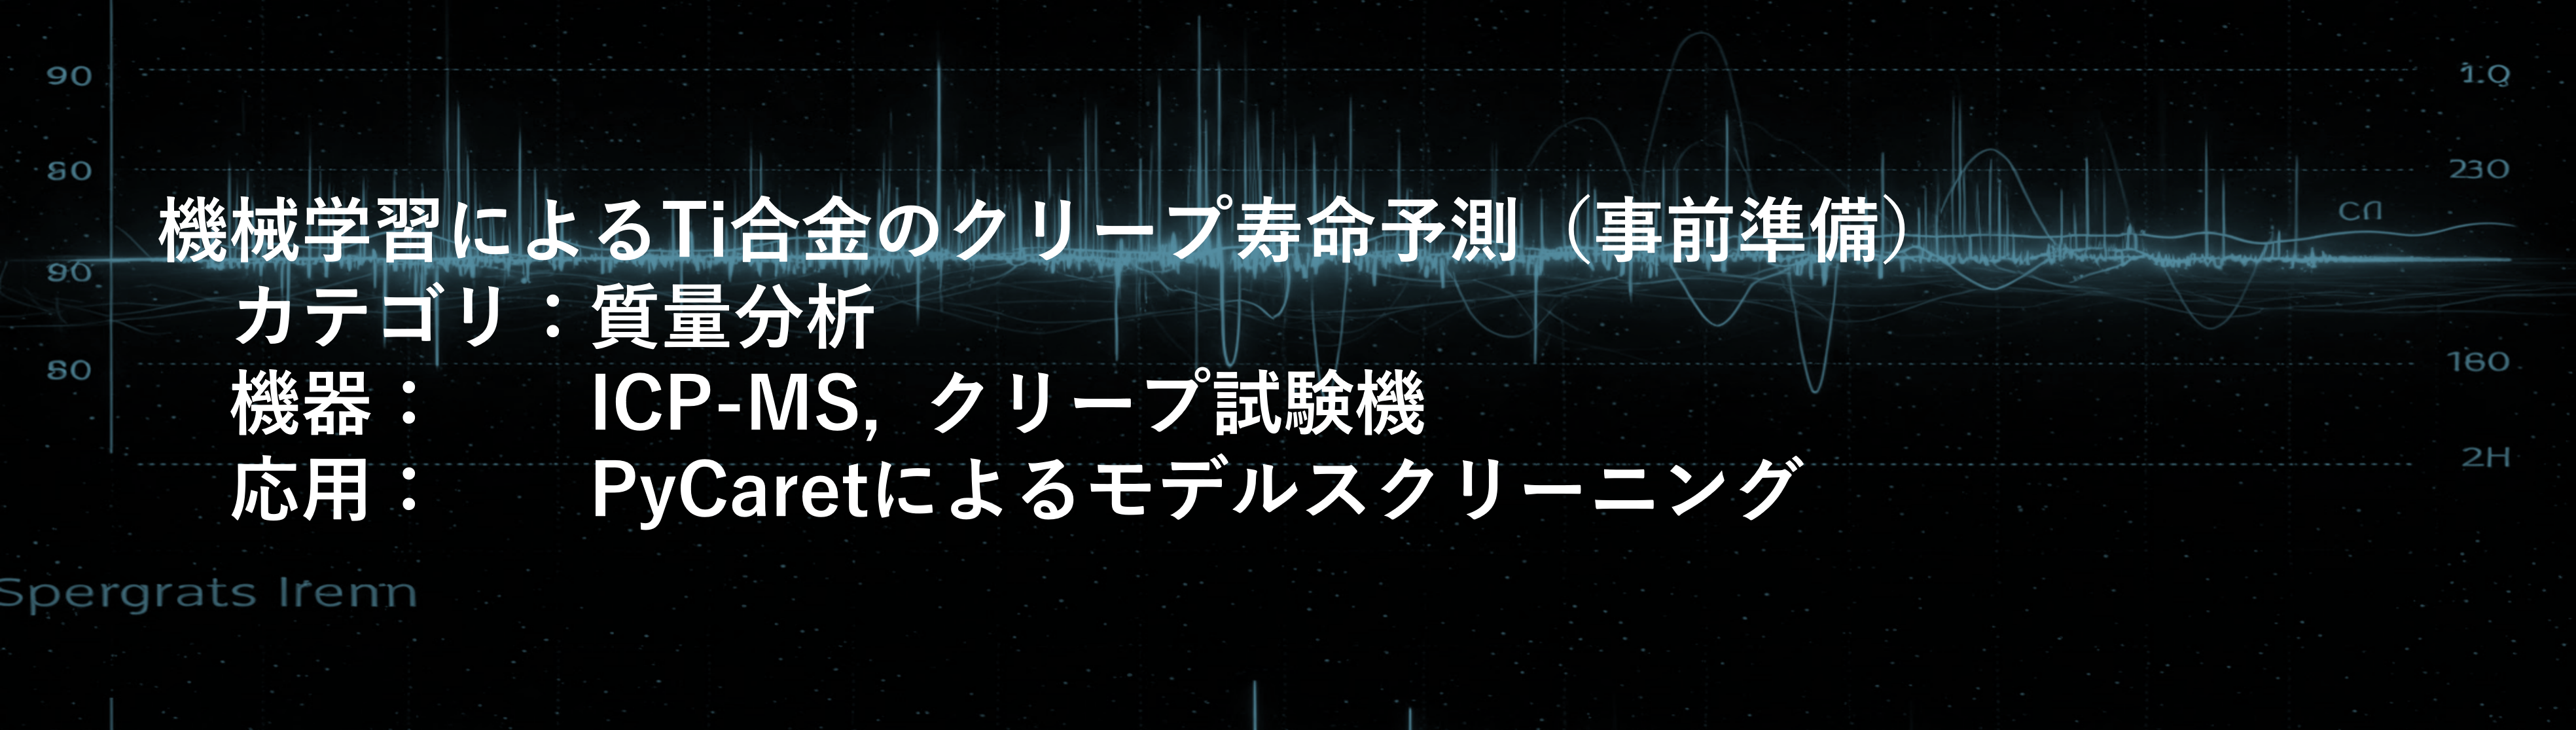 機械学習によるTi合金のクリープ寿命予測（事前準備）
カテゴリ：質量分析
機器：　　ICP-MS, クリープ試験機
応用：　　PyCaretによるモデルスクリーニング
90
80
90
80
1.0
230
160
2H
Spergrats Irenn